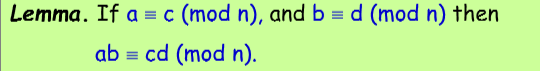 Lemma. If a ≡ c (mod n), and b ≡ d (mod n) then
ab ≡ cd (mod n).